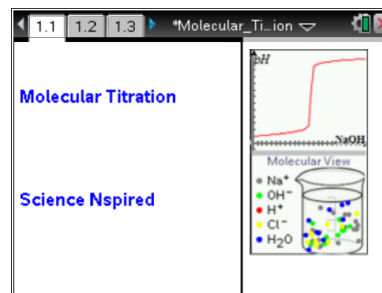 1.1 1.2 1.3 *Molecular_Ti…ion
Molecular Titration
Science Nspired
pH
NaOH
Molecular View
Na⁺
OH⁻
H⁺
Cl⁻
H₂O